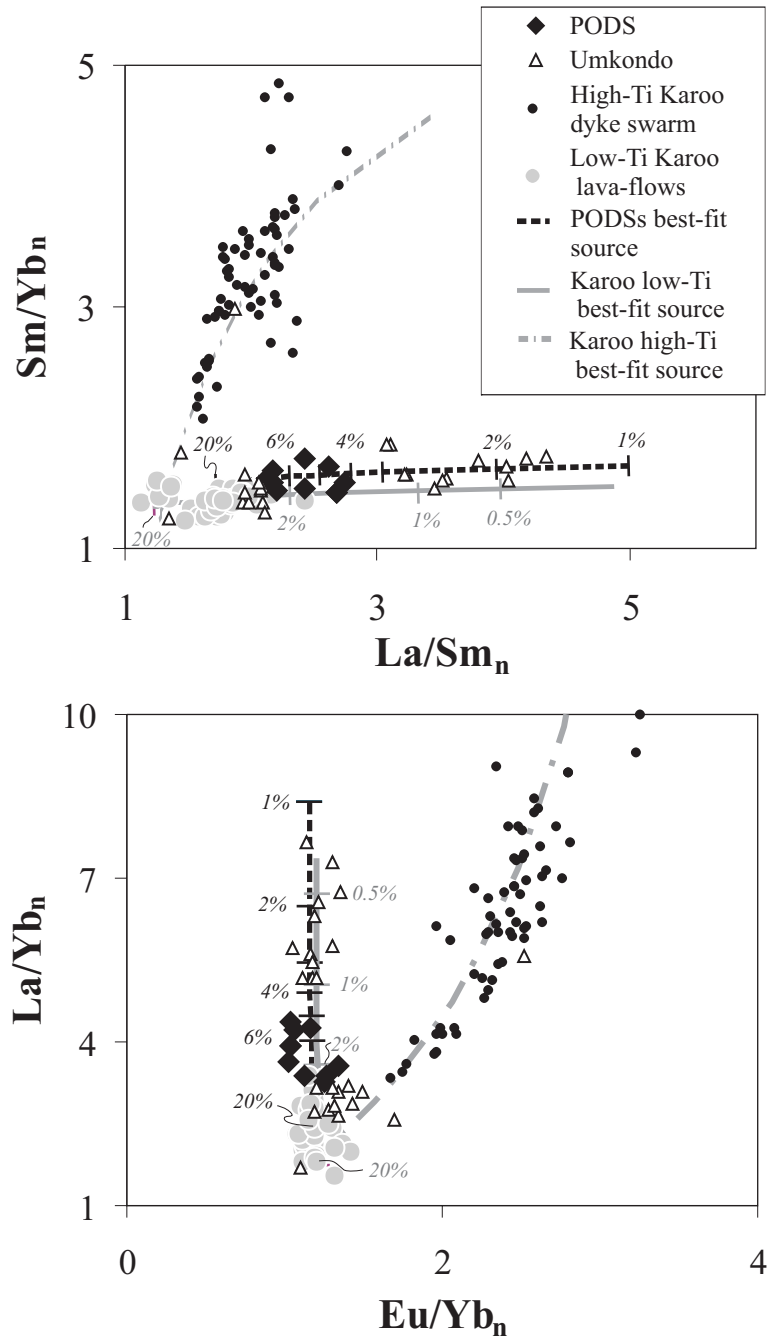 PODS
Umkondo
High-Ti Karoo
dyke swarm
Low-Ti Karoo
lava-flows
PODSs best-fit
source
Karoo low-Ti
best-fit source
Karoo high-Ti
best-fit source
5
3
1
Sm/Ybn
20%
6%
4%
2%
1%
20%
2%
1%
0.5%
1
3
5
La/Smn
10
7
4
1
La/Ybn
1%
2%
4%
6%
20%
0.5%
1%
2%
20%
0
2
4
Eu/Ybn